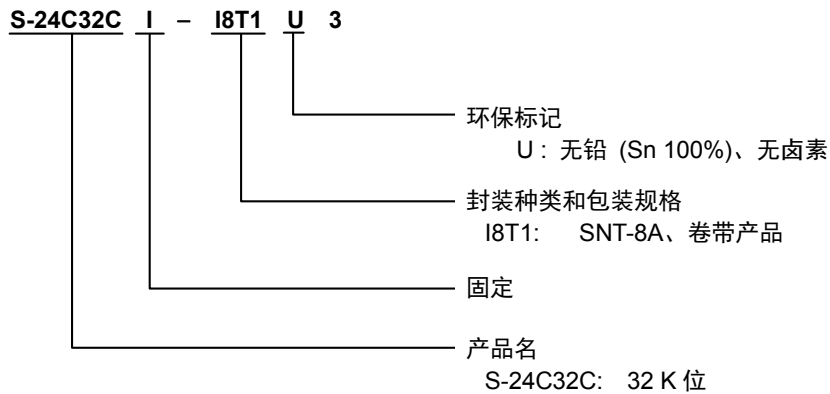 S-24C32C I – I8T1 U 3
环保标记
U : 无铅 (Sn 100%)、无卤素
封装种类和包装规格
I8T1: SNT-8A、卷带产品
固定
产品名
S-24C32C: 32 K 位